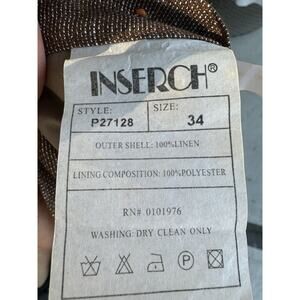 INSERCH®
STYLE: SIZE:
P27128 34
OUTER SHELL: 100%LINEN
LINING COMPOSITION: 100%POLYESTER
RN# 0101976
WASHING: DRY CLEAN ONLY
P